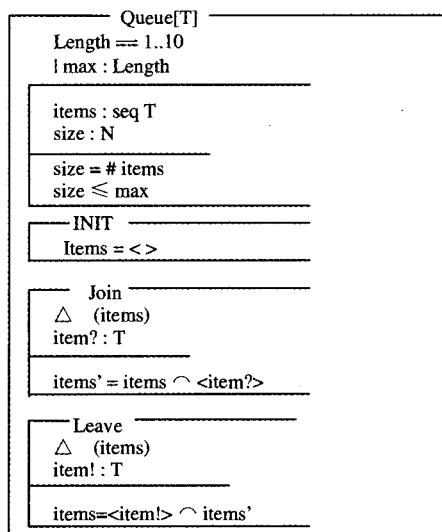 Queue[T]
Length == 1..10
| max : Length
items : seq T
size : N
size = # items
size ≤ max
INIT
Items = < >
Join
△ (items)
item? : T
items' = items ⌒ <item?>
Leave
△ (items)
item! : T
items=<item!> ⌒ items'